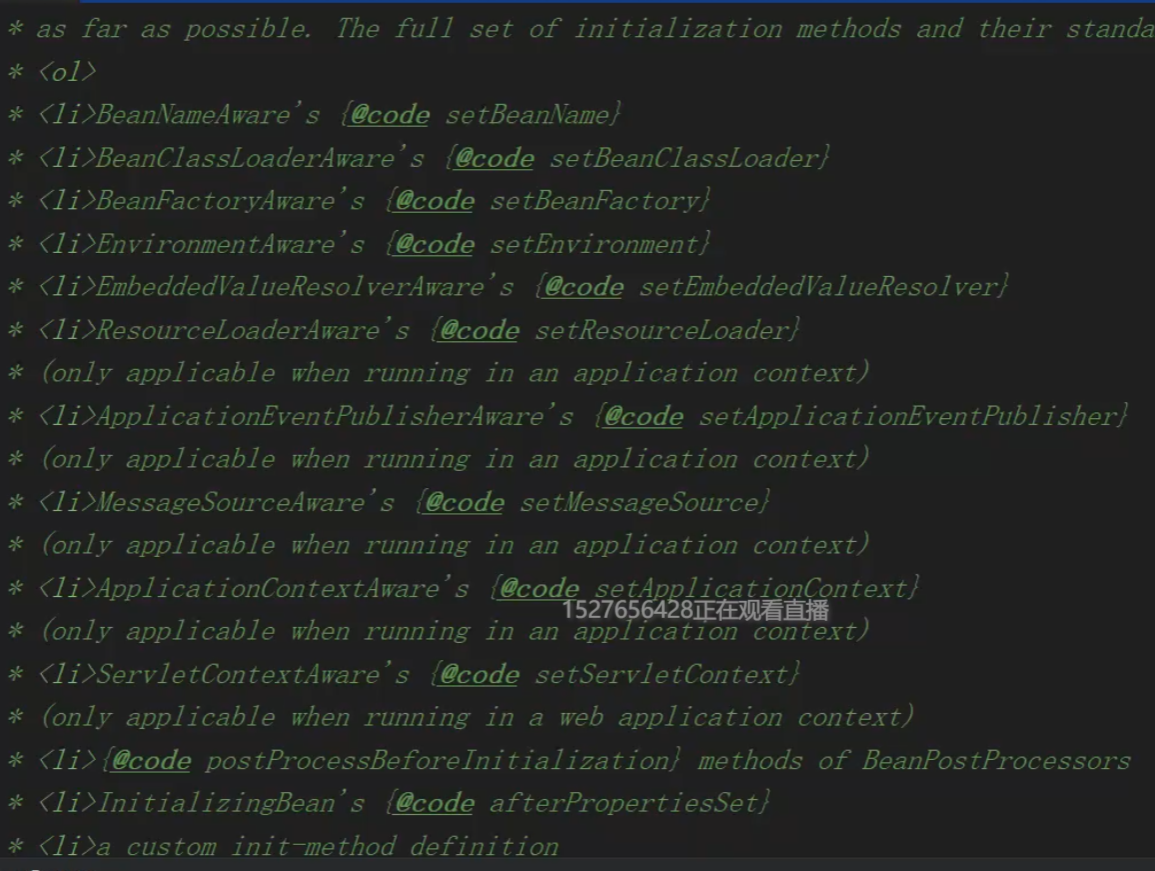 * as far as possible. The full set of initialization methods and their standa
* <ol>
* <li>BeanNameAware's {@code setBeanName}
* <li>BeanClassLoaderAware's {@code setBeanClassLoader}
* <li>BeanFactoryAware's {@code setBeanFactory}
* <li>EnvironmentAware's {@code setEnvironment}
* <li>EmbeddedValueResolverAware's {@code setEmbeddedValueResolver}
* <li>ResourceLoaderAware's {@code setResourceLoader}
* (only applicable when running in an application context)
* <li>ApplicationEventPublisherAware's {@code setApplicationEventPublisher}
* (only applicable when running in an application context)
* <li>MessageSourceAware's {@code setMessageSource}
* (only applicable when running in an application context)
* <li>ApplicationContextAware's {@code setApplicationContext}
1527656428正在观看直播
* (only applicable when running in an application context)
* <li>ServletContextAware's {@code setServletContext}
* (only applicable when running in a web application context)
* <li>{@code postProcessBeforeInitialization} methods of BeanPostProcessors
* <li>InitializingBean's {@code afterPropertiesSet}
* <li>a custom init-method definition